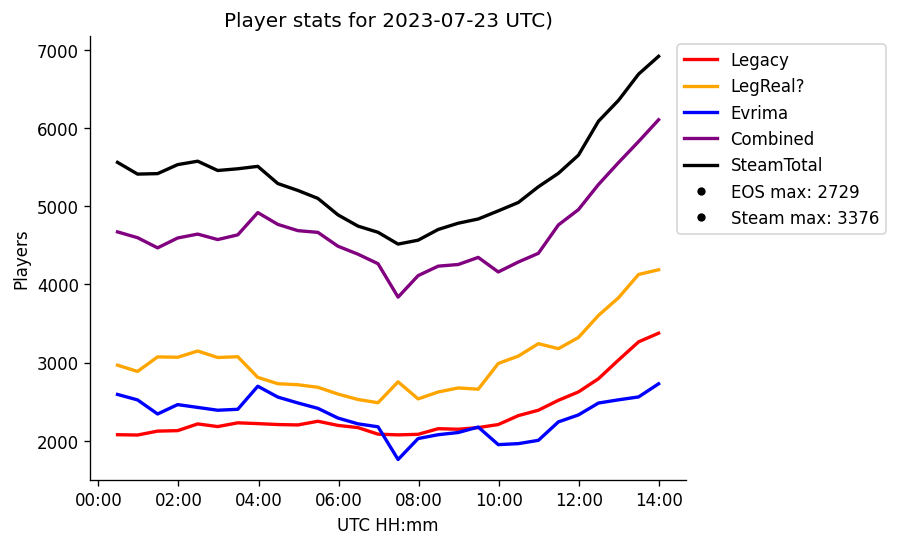 Player stats for 2023-07-23 UTC)
7000
6000
5000
4000
3000
2000
Players
00:00 02:00 04:00 06:00 08:00 10:00 12:00 14:00
UTC HH:mm
Legacy
LegReal?
Evrima
Combined
SteamTotal
EOS max: 2729
Steam max: 3376